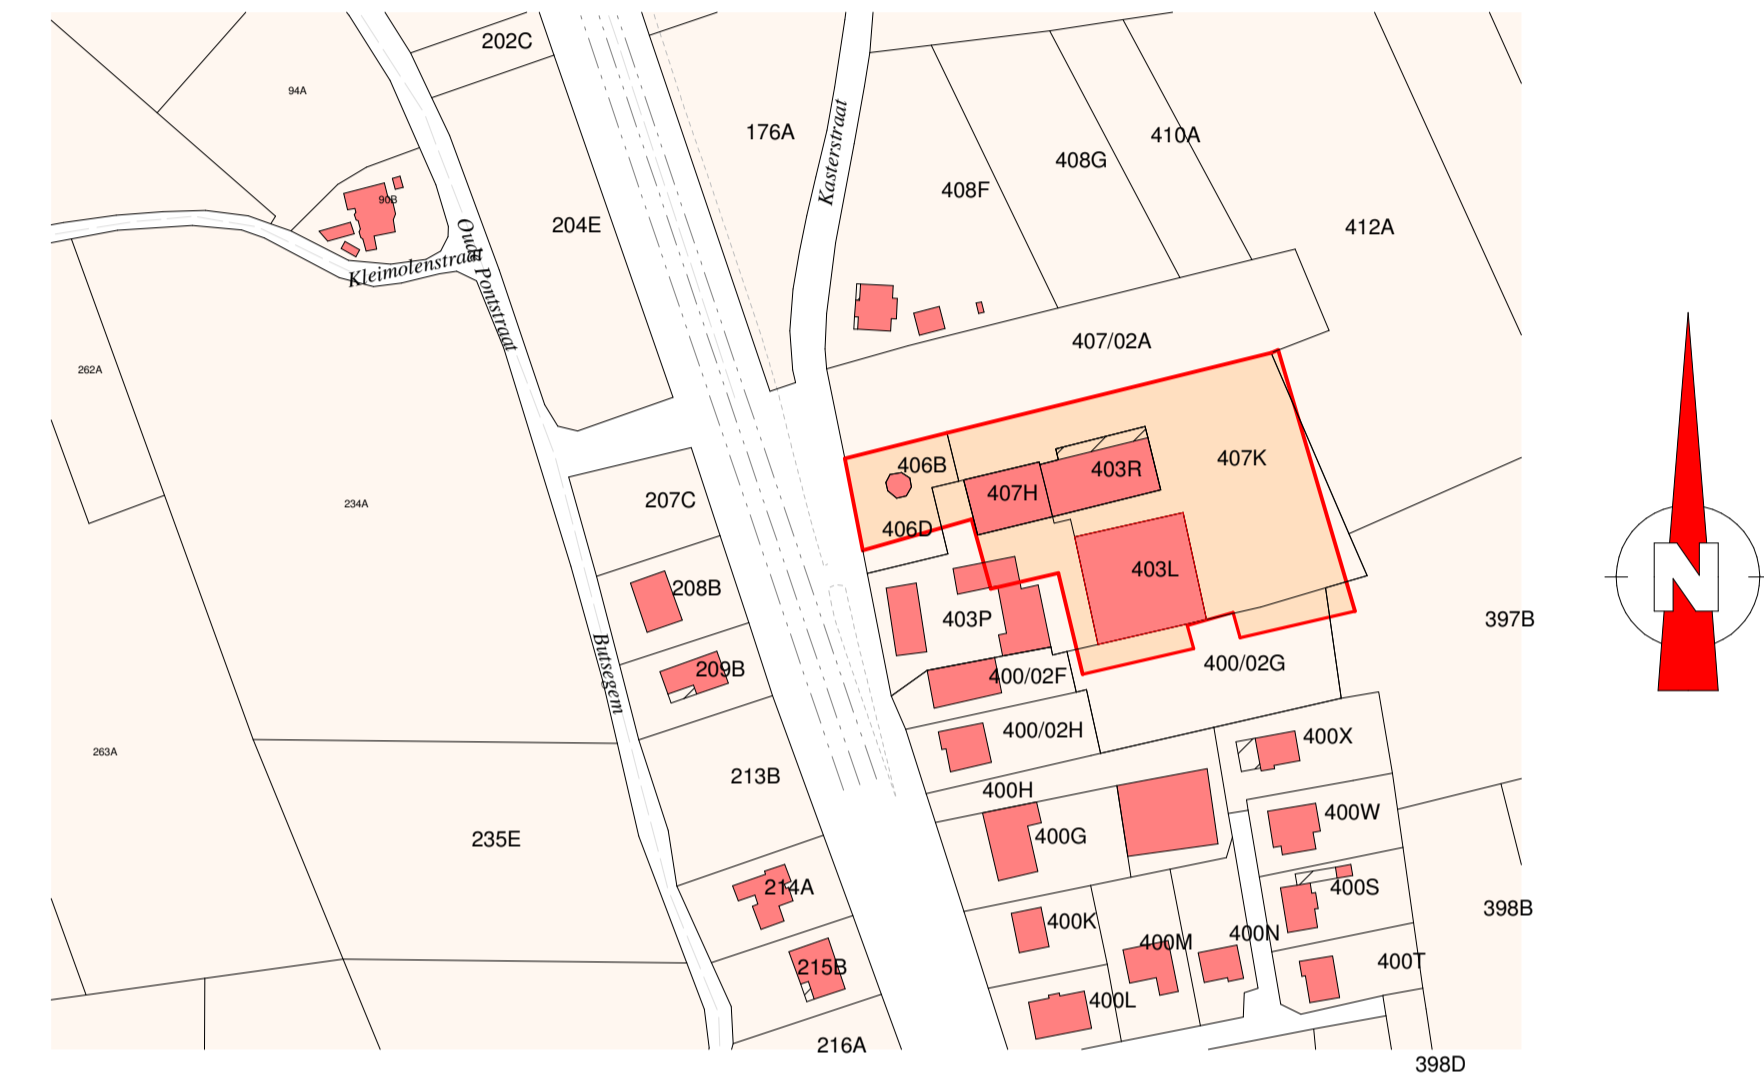 202C
94A
176A
Kasterstraat
410A
408G
408F
90B
204E
412A
Oude Pontstraat
Kleimolenstraat
407/02A
262A
406B
407K
403R
407H
234A
207C
406D
403L
208B
403P
397B
Butsegem
209B
400/02F
400/02G
400/02H
400X
263A
213B
400H
400W
235E
400G
214A
400S
398B
400K
400N
400M
215B
400T
400L
216A
398D
N